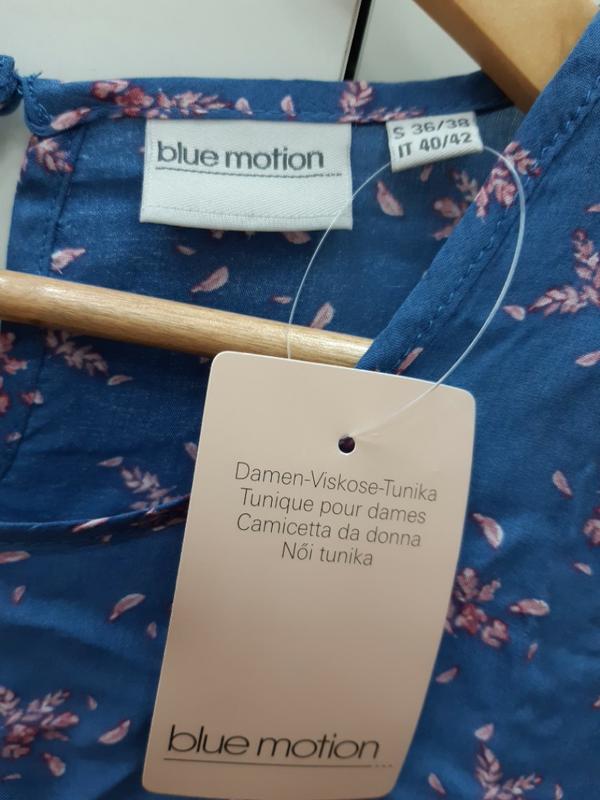 blue motion
S 36/38
IT 40/42
Damen-Viskose-Tunika
Tunique pour dames
Camicetta da donna
Női tunika
blue motion